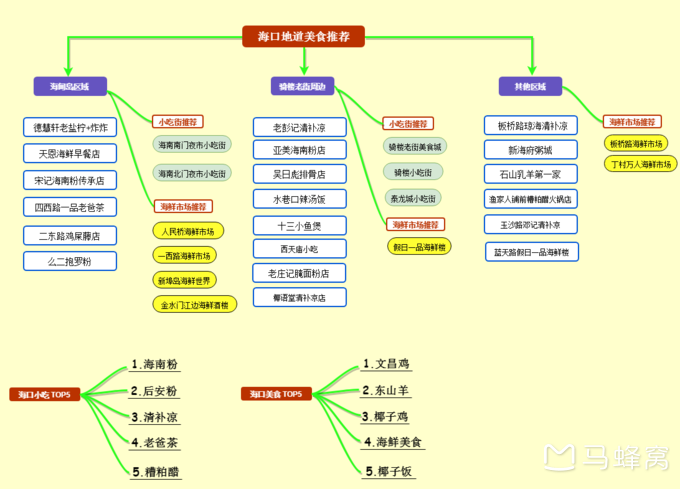 海口地道美食推荐
海甸岛区域
骑楼老街周边
其他区域
德慧轩老盐柠+炸炸
天恩海鲜早餐店
宋记海南粉传承店
四西路一品老爸茶
二东路鸡屎藤店
么二抱罗粉
小吃街推荐
海南南门夜市小吃街
海南北门夜市小吃街
海鲜市场推荐
人民桥海鲜市场
一西路海鲜市场
新埠岛海鲜世界
金水门江边海鲜酒楼
老彭记清补凉
亚美海南粉店
吴曰彪排骨店
水巷口辣汤饭
十三小鱼煲
西天庙小吃
老庄记腌面粉店
椰语堂清补凉店
小吃街推荐
骑楼老街美食城
骑楼小吃街
泰龙城小吃街
海鲜市场推荐
假日一品海鲜楼
板桥路琼海清补凉
新海府粥城
石山乳羊第一家
渔家人铺前糟粕醋火锅店
玉沙路邓记清补凉
蓝天路假日一品海鲜楼
海鲜市场推荐
板桥路海鲜市场
丁村万人海鲜市场
海口小吃TOP5
1.海南粉
2.后安粉
3.清补凉
4.老爸茶
5.糟粕醋
海口美食TOP5
1.文昌鸡
2.东山羊
3.椰子鸡
4.海鲜美食
5.椰子饭
马蜂窝